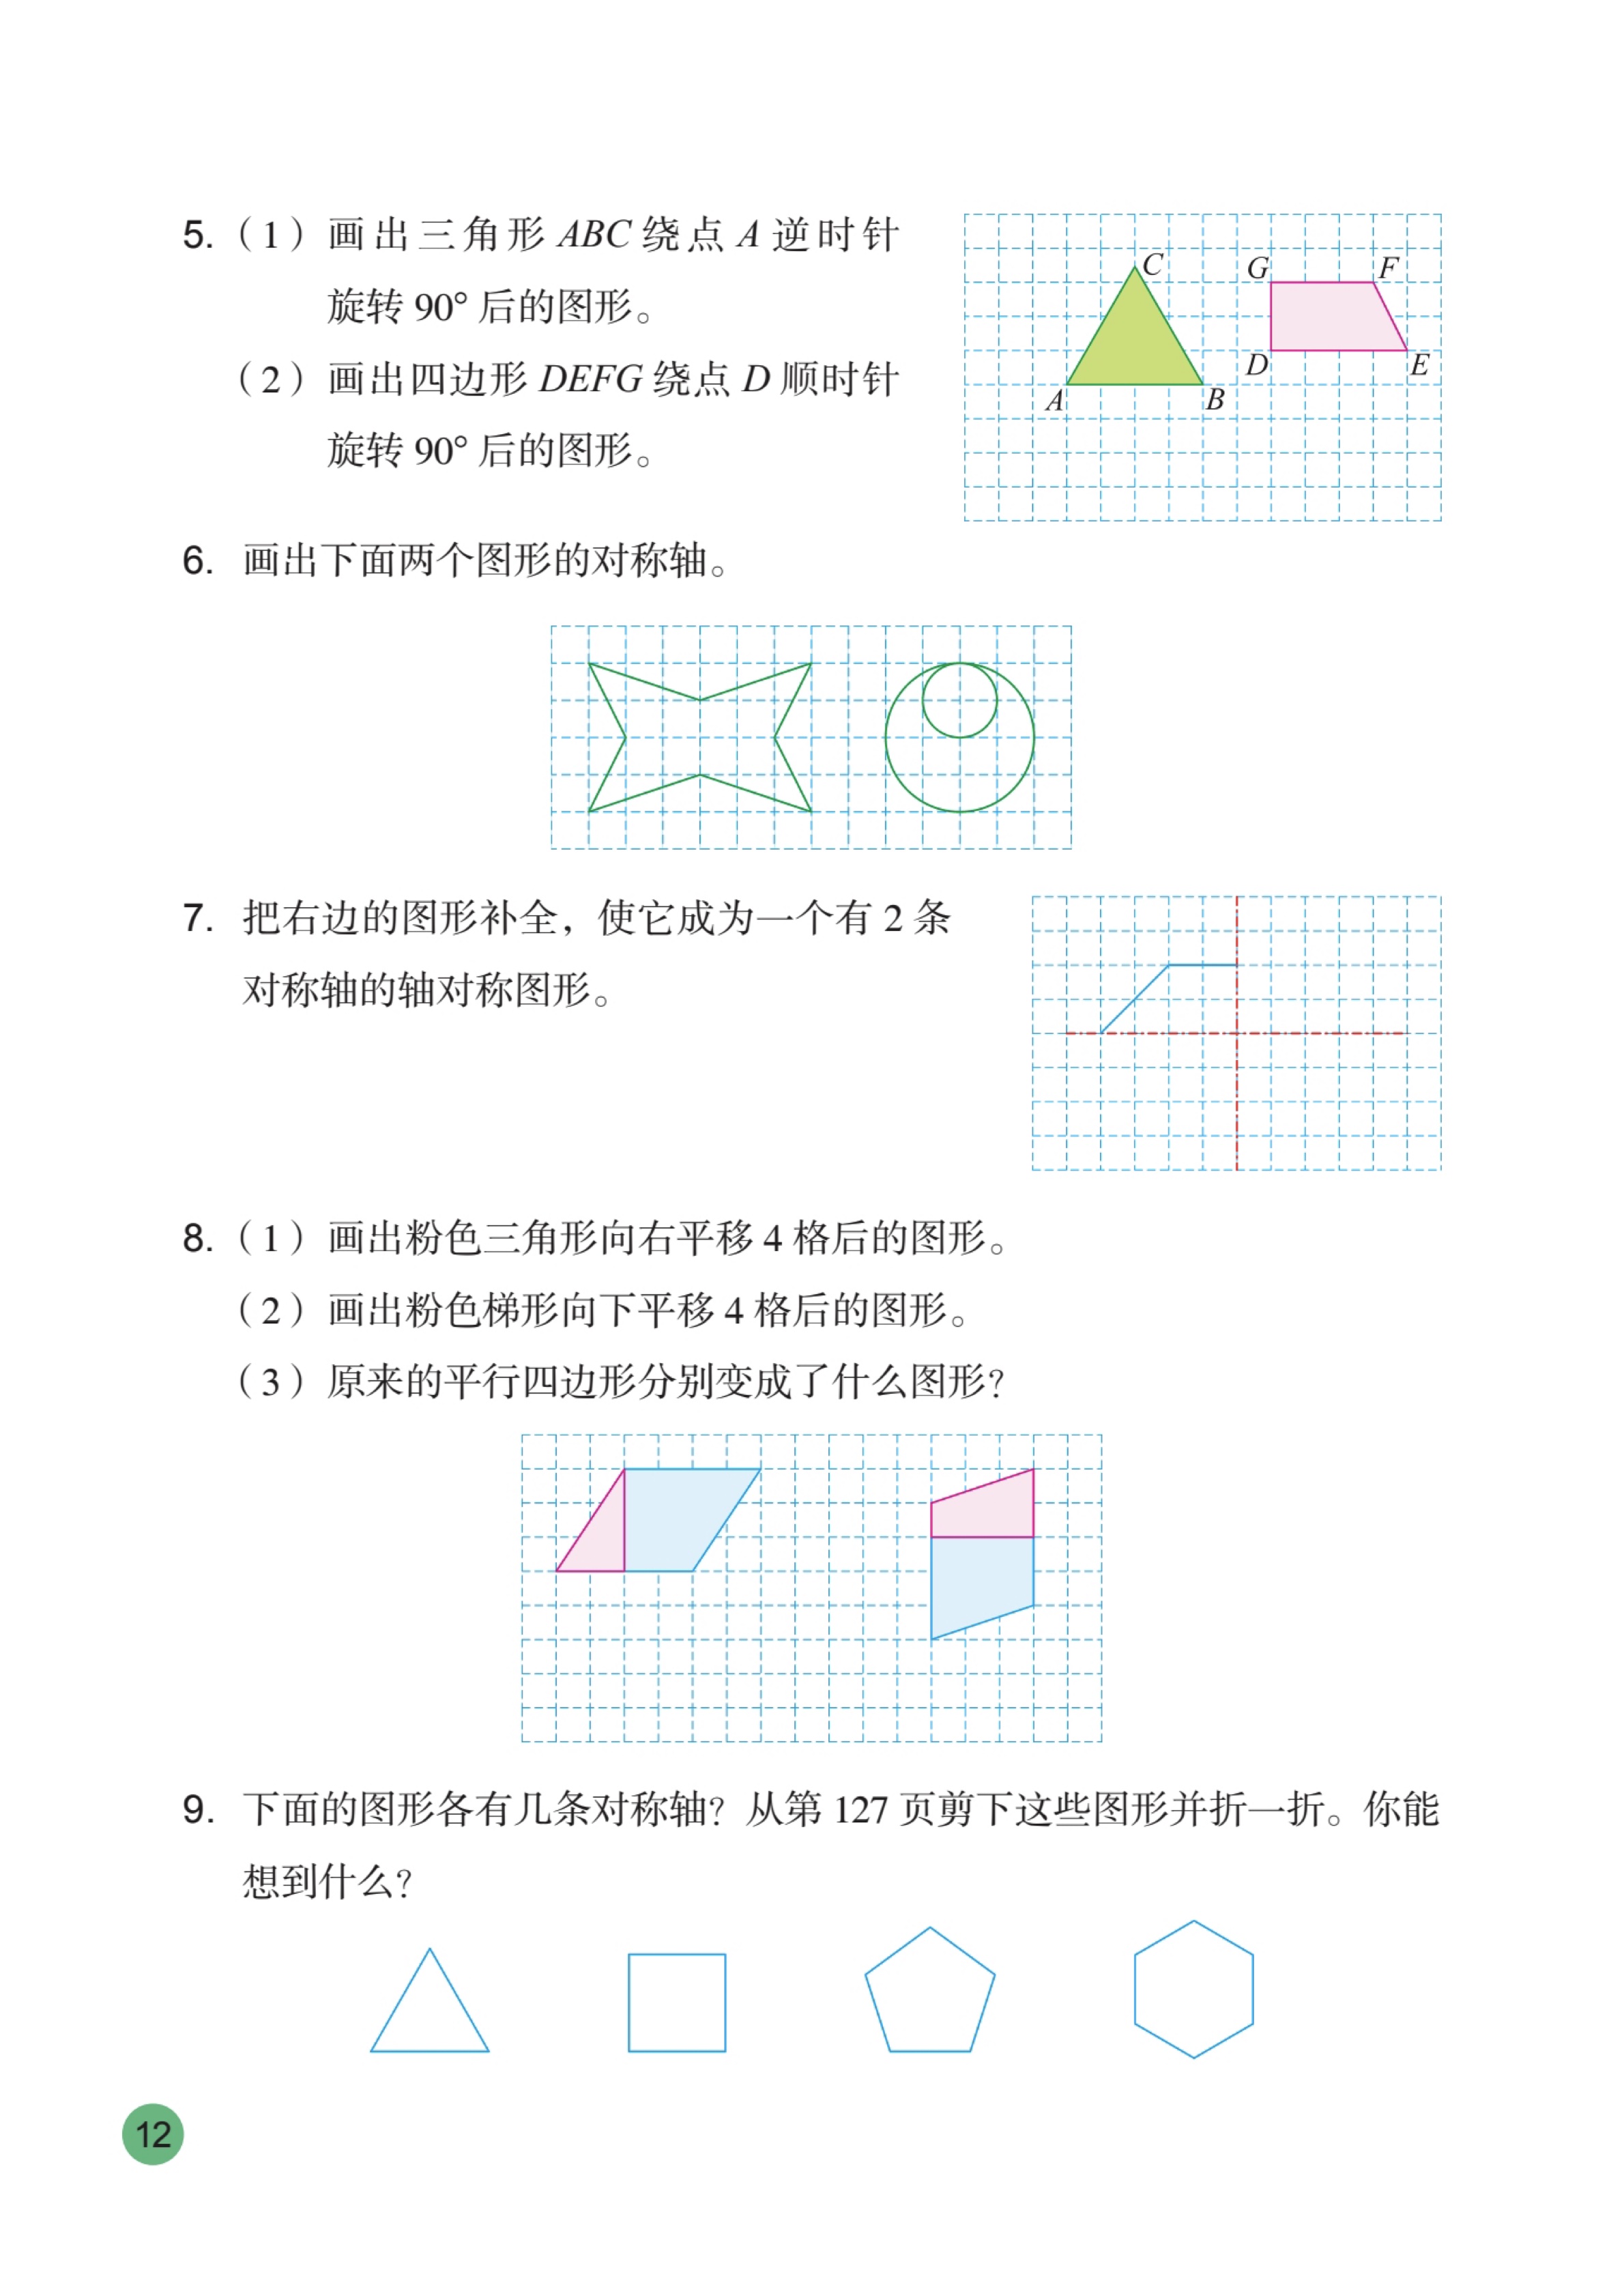 5.（1）画出三角形 ABC 绕点 A 逆时针
旋转 90° 后的图形。
（2）画出四边形 DEFG 绕点 D 顺时针
旋转 90° 后的图形。
C
G
F
D
E
A
B
6. 画出下面两个图形的对称轴。
7. 把右边的图形补全，使它成为一个有 2 条
对称轴的轴对称图形。
8.（1）画出粉色三角形向右平移 4 格后的图形。
（2）画出粉色梯形向下平移 4 格后的图形。
（3）原来的平行四边形分别变成了什么图形？
9. 下面的图形各有几条对称轴？从第 127 页剪下这些图形并折一折。你能
想到什么？
12